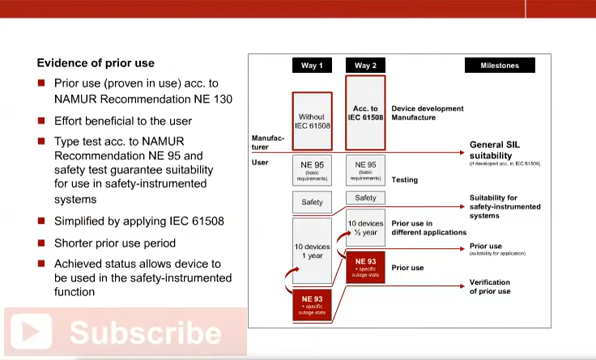 Evidence of prior use
Prior use (proven in use) acc. to
NAMUR Recommendation NE 130
Effort beneficial to the user
Type test acc. to NAMUR
Recommendation NE 95 and
safety test guarantee suitability
for use in safety-instrumented
systems
Simplified by applying IEC 61508
Shorter prior use period
Achieved status allows device to
be used in the safety-instrumented
function
Way 1
Way 2
Milestones
Without
IEC 61508
Acc. to
IEC 61508
Device development
Manufacture
Manufac-
turer
User
General SIL
suitability
(if developed acc. to IEC 61508)
NE 95
(basic
requirements)
NE 95
(basic
requirements)
Testing
Safety
Safety
Suitability for
safety-instrumented
systems
10 devices
1 year
10 devices
½ year
Prior use in
different applications
Prior use
(suitability for application)
NE 93
+ specific
outage stats
NE 93
+ specific
outage stats
Prior use
Verification
of prior use
Subscribe